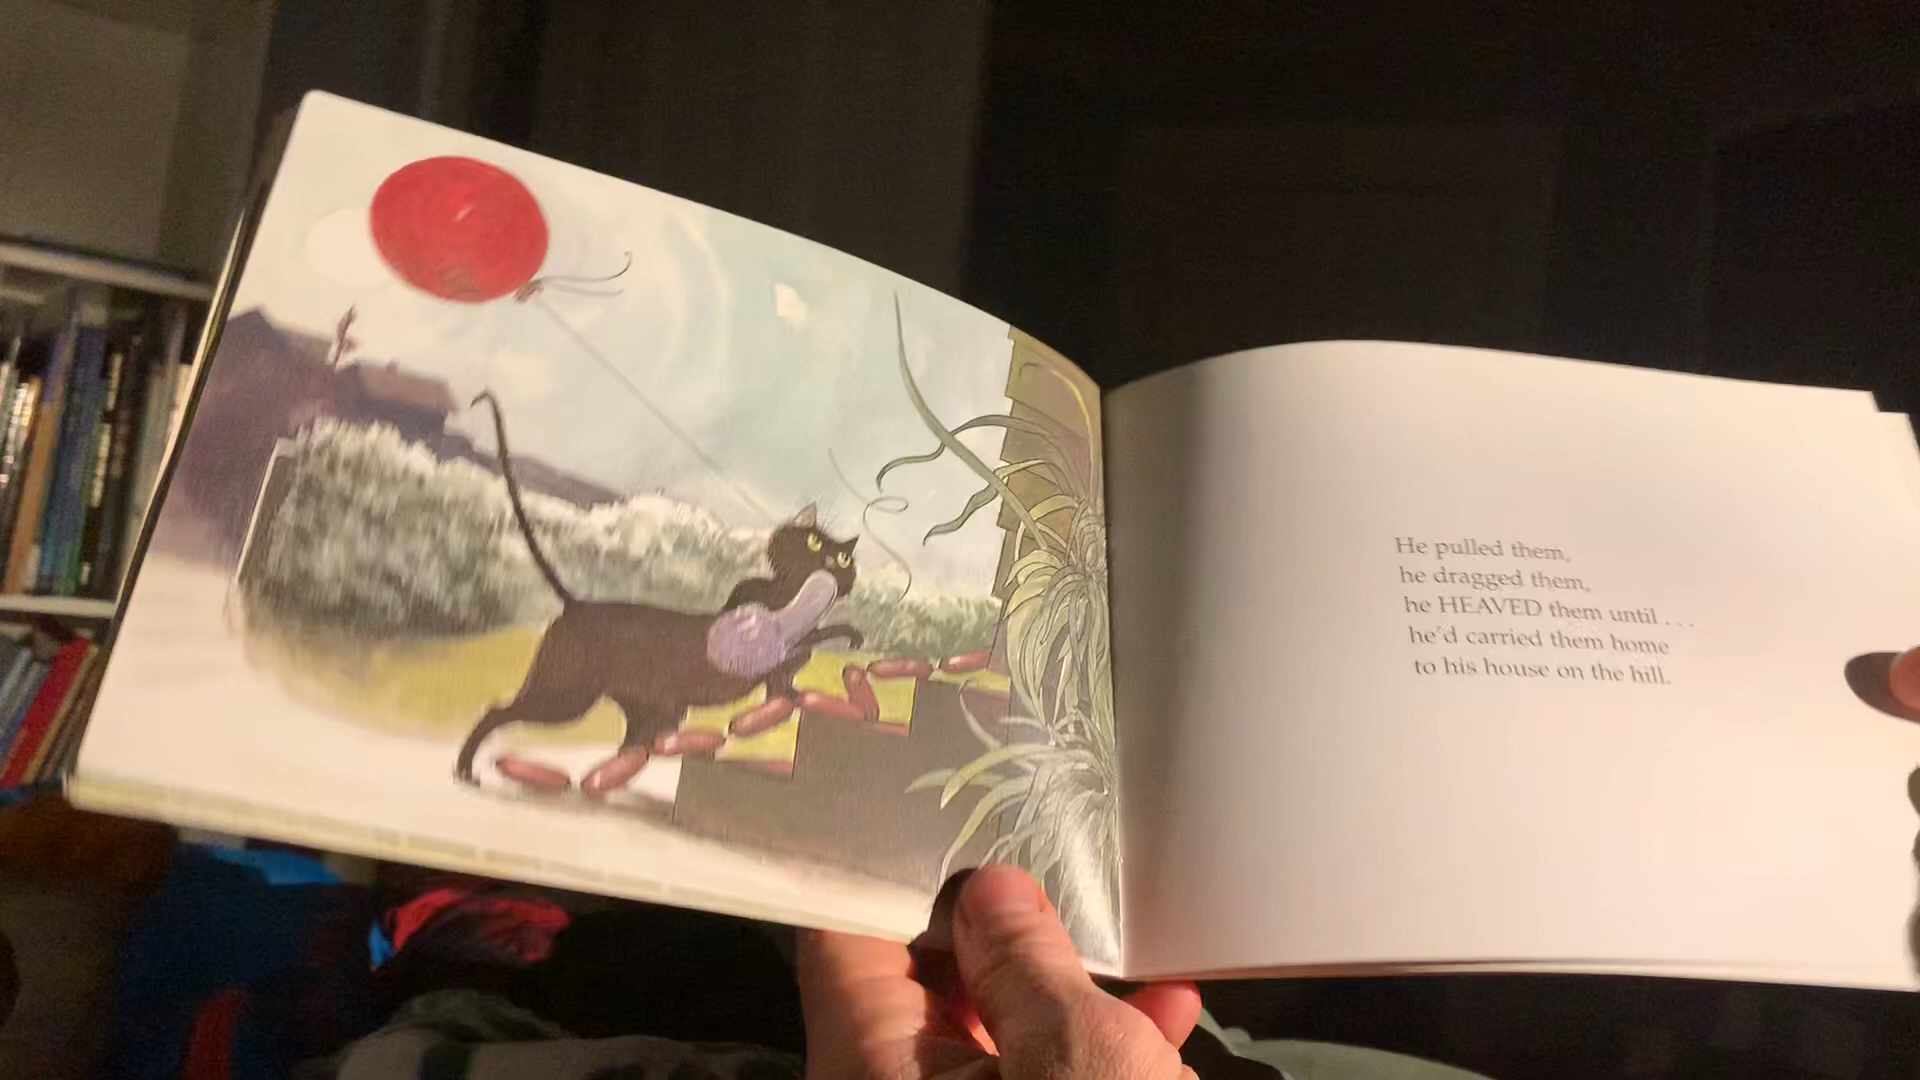 He pulled them,
he dragged them,
he HEAVED them until . . .
he'd carried them home
to his house on the hill.